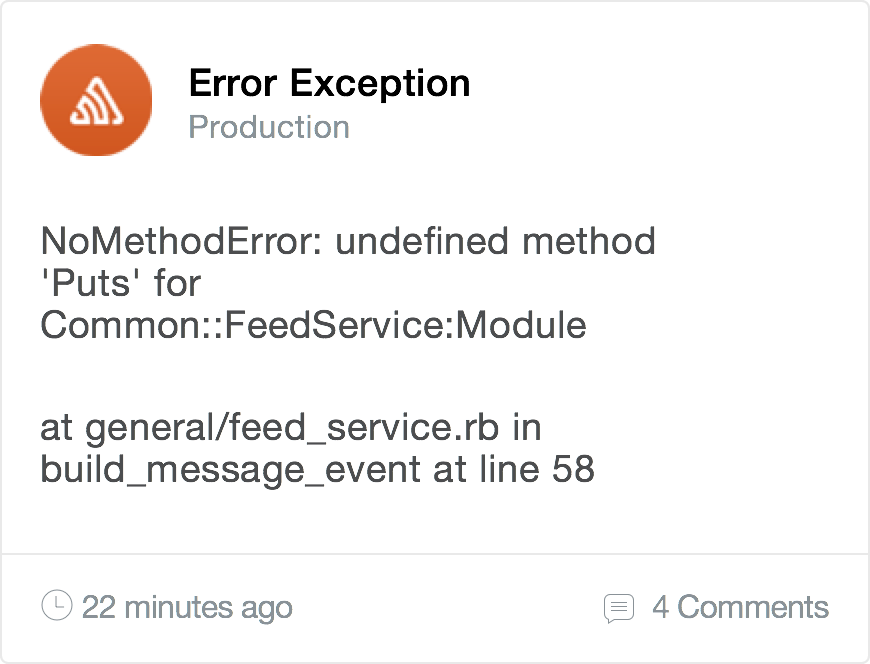 Error Exception
Production
NoMethodError: undefined method
'Puts' for
Common::FeedService:Module
at general/feed_service.rb in
build_message_event at line 58
22 minutes ago
4 Comments